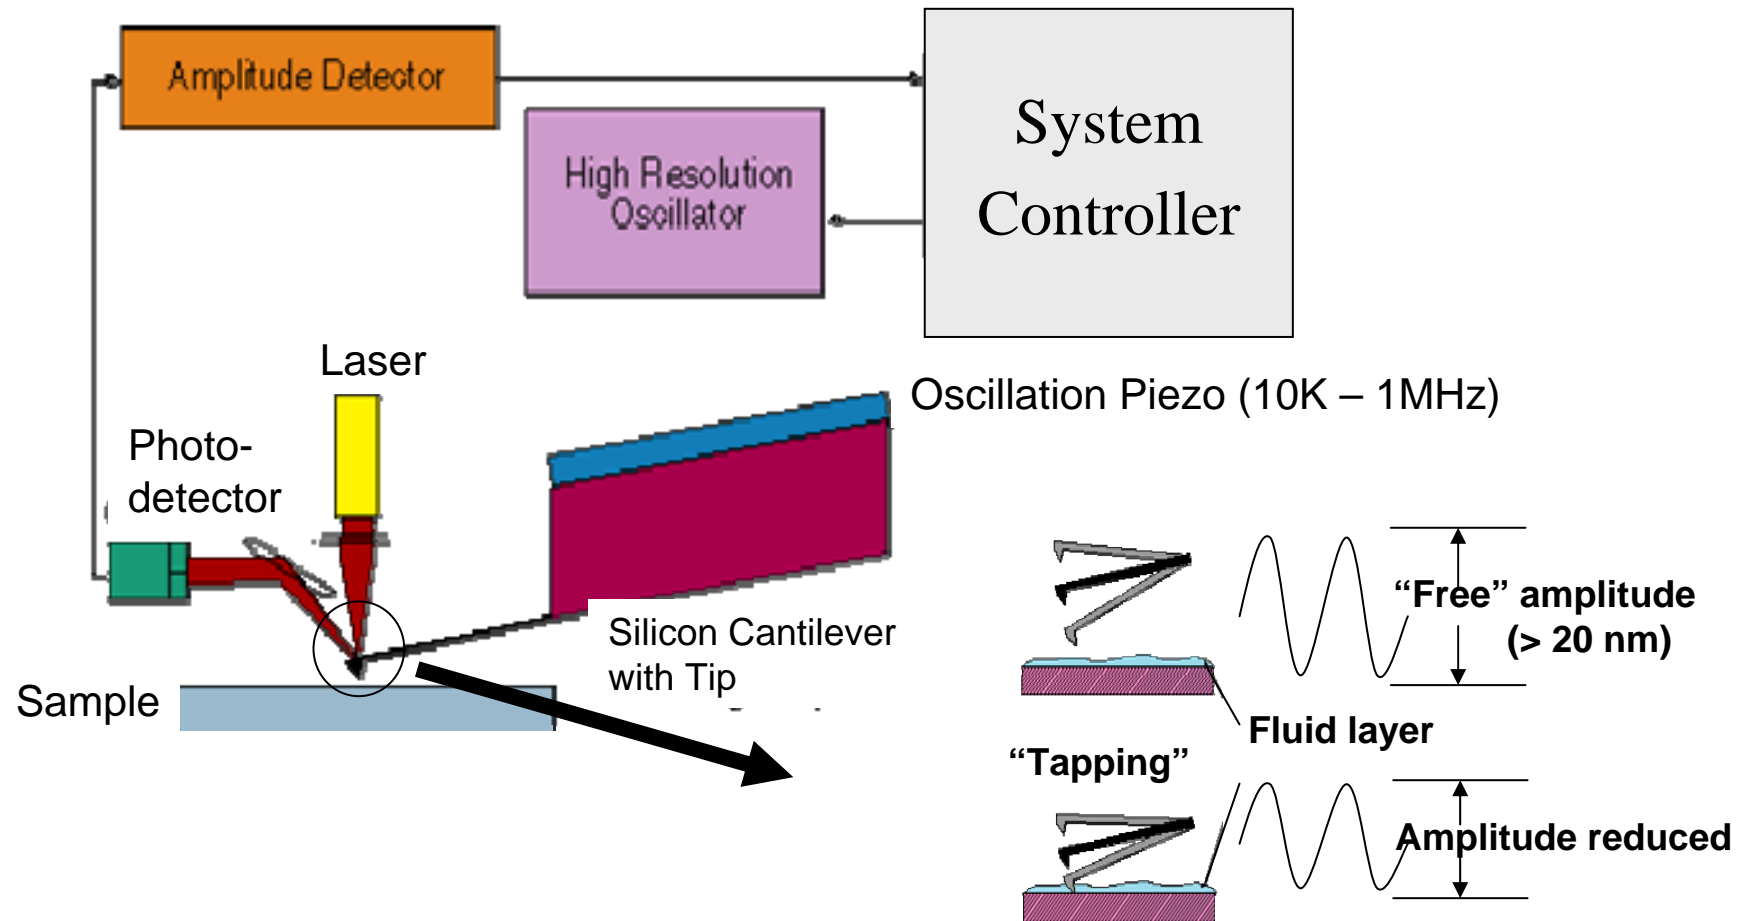 Amplitude Detector
High Resolution
Oscillator
System
Controller
Laser
Oscillation Piezo (10K – 1MHz)
Photo-
detector
Silicon Cantilever
with Tip
Sample
“Free” amplitude
(> 20 nm)
Fluid layer
“Tapping”
Amplitude reduced